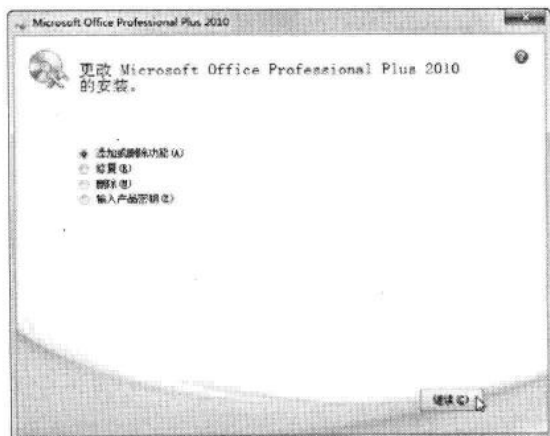 Microsoft Office Professional Plus 2010
更改 Microsoft Office Professional Plus 2010
的安装。
添加或删除功能(A)
修复(R)
删除(M)
输入产品密钥(E)
继续(C)